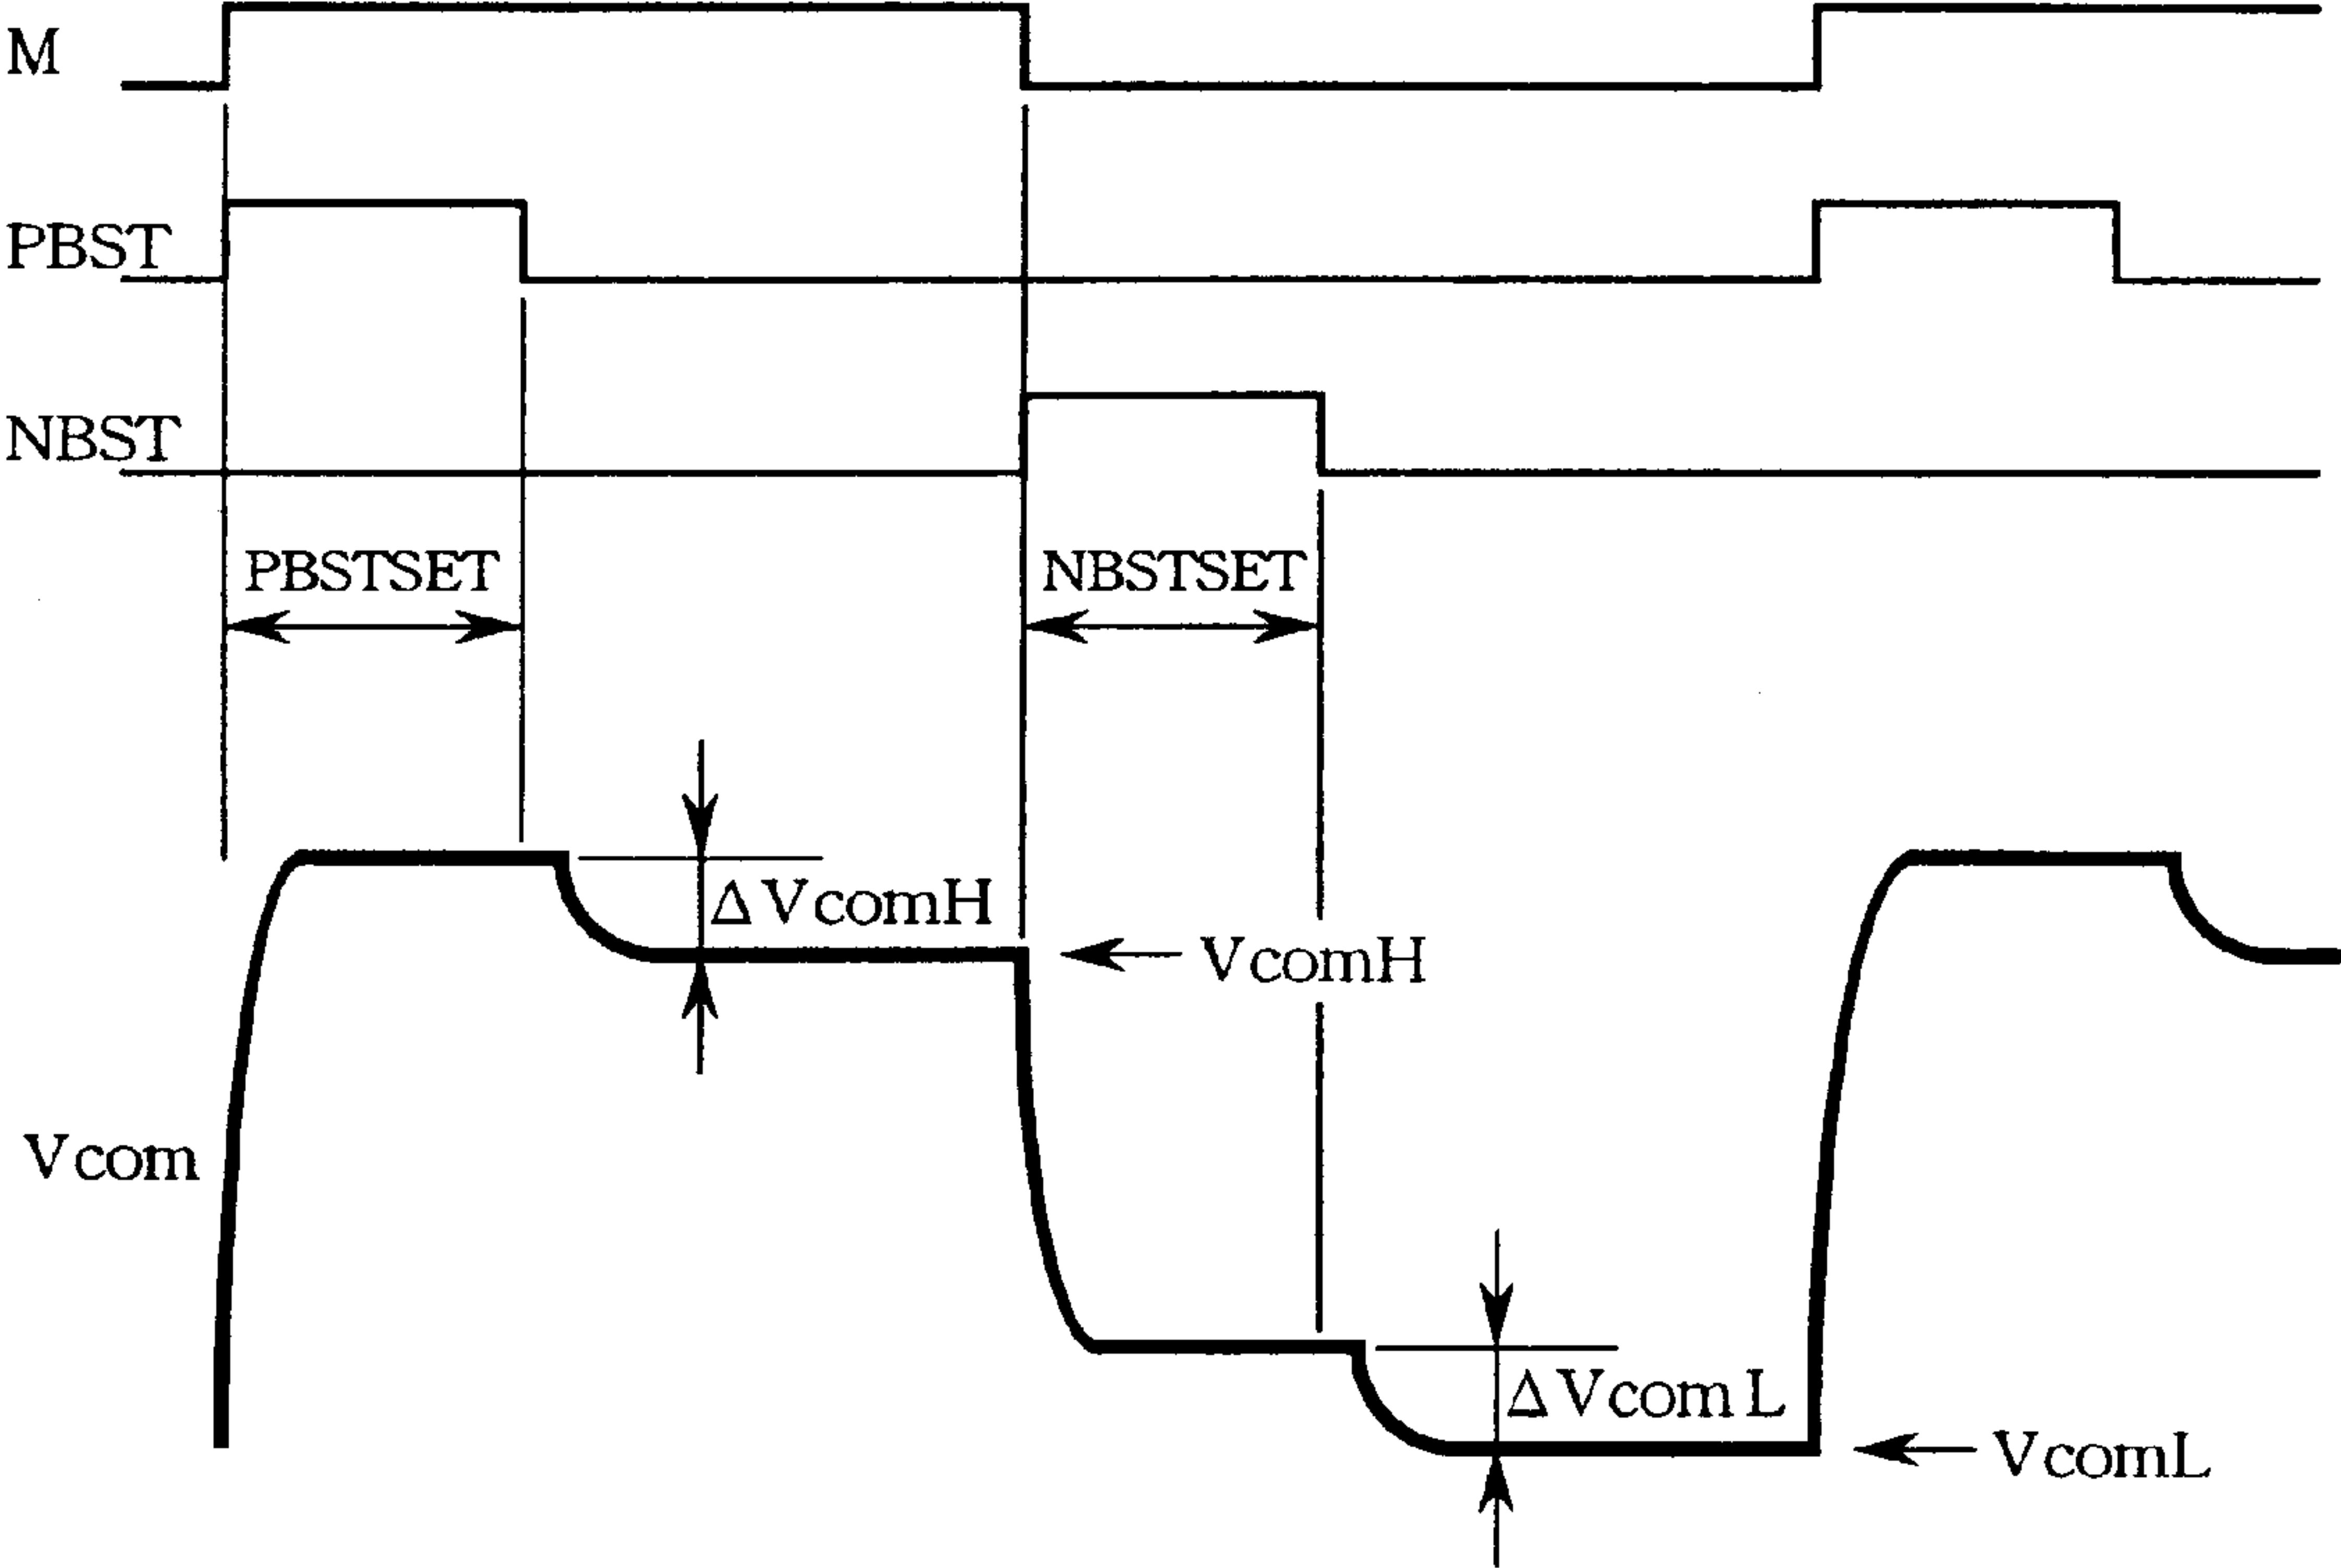 M
PBST
NBST
PBSTSET
NBSTSET
ΔVcomH
VcomH
Vcom
ΔVcomL
VcomL